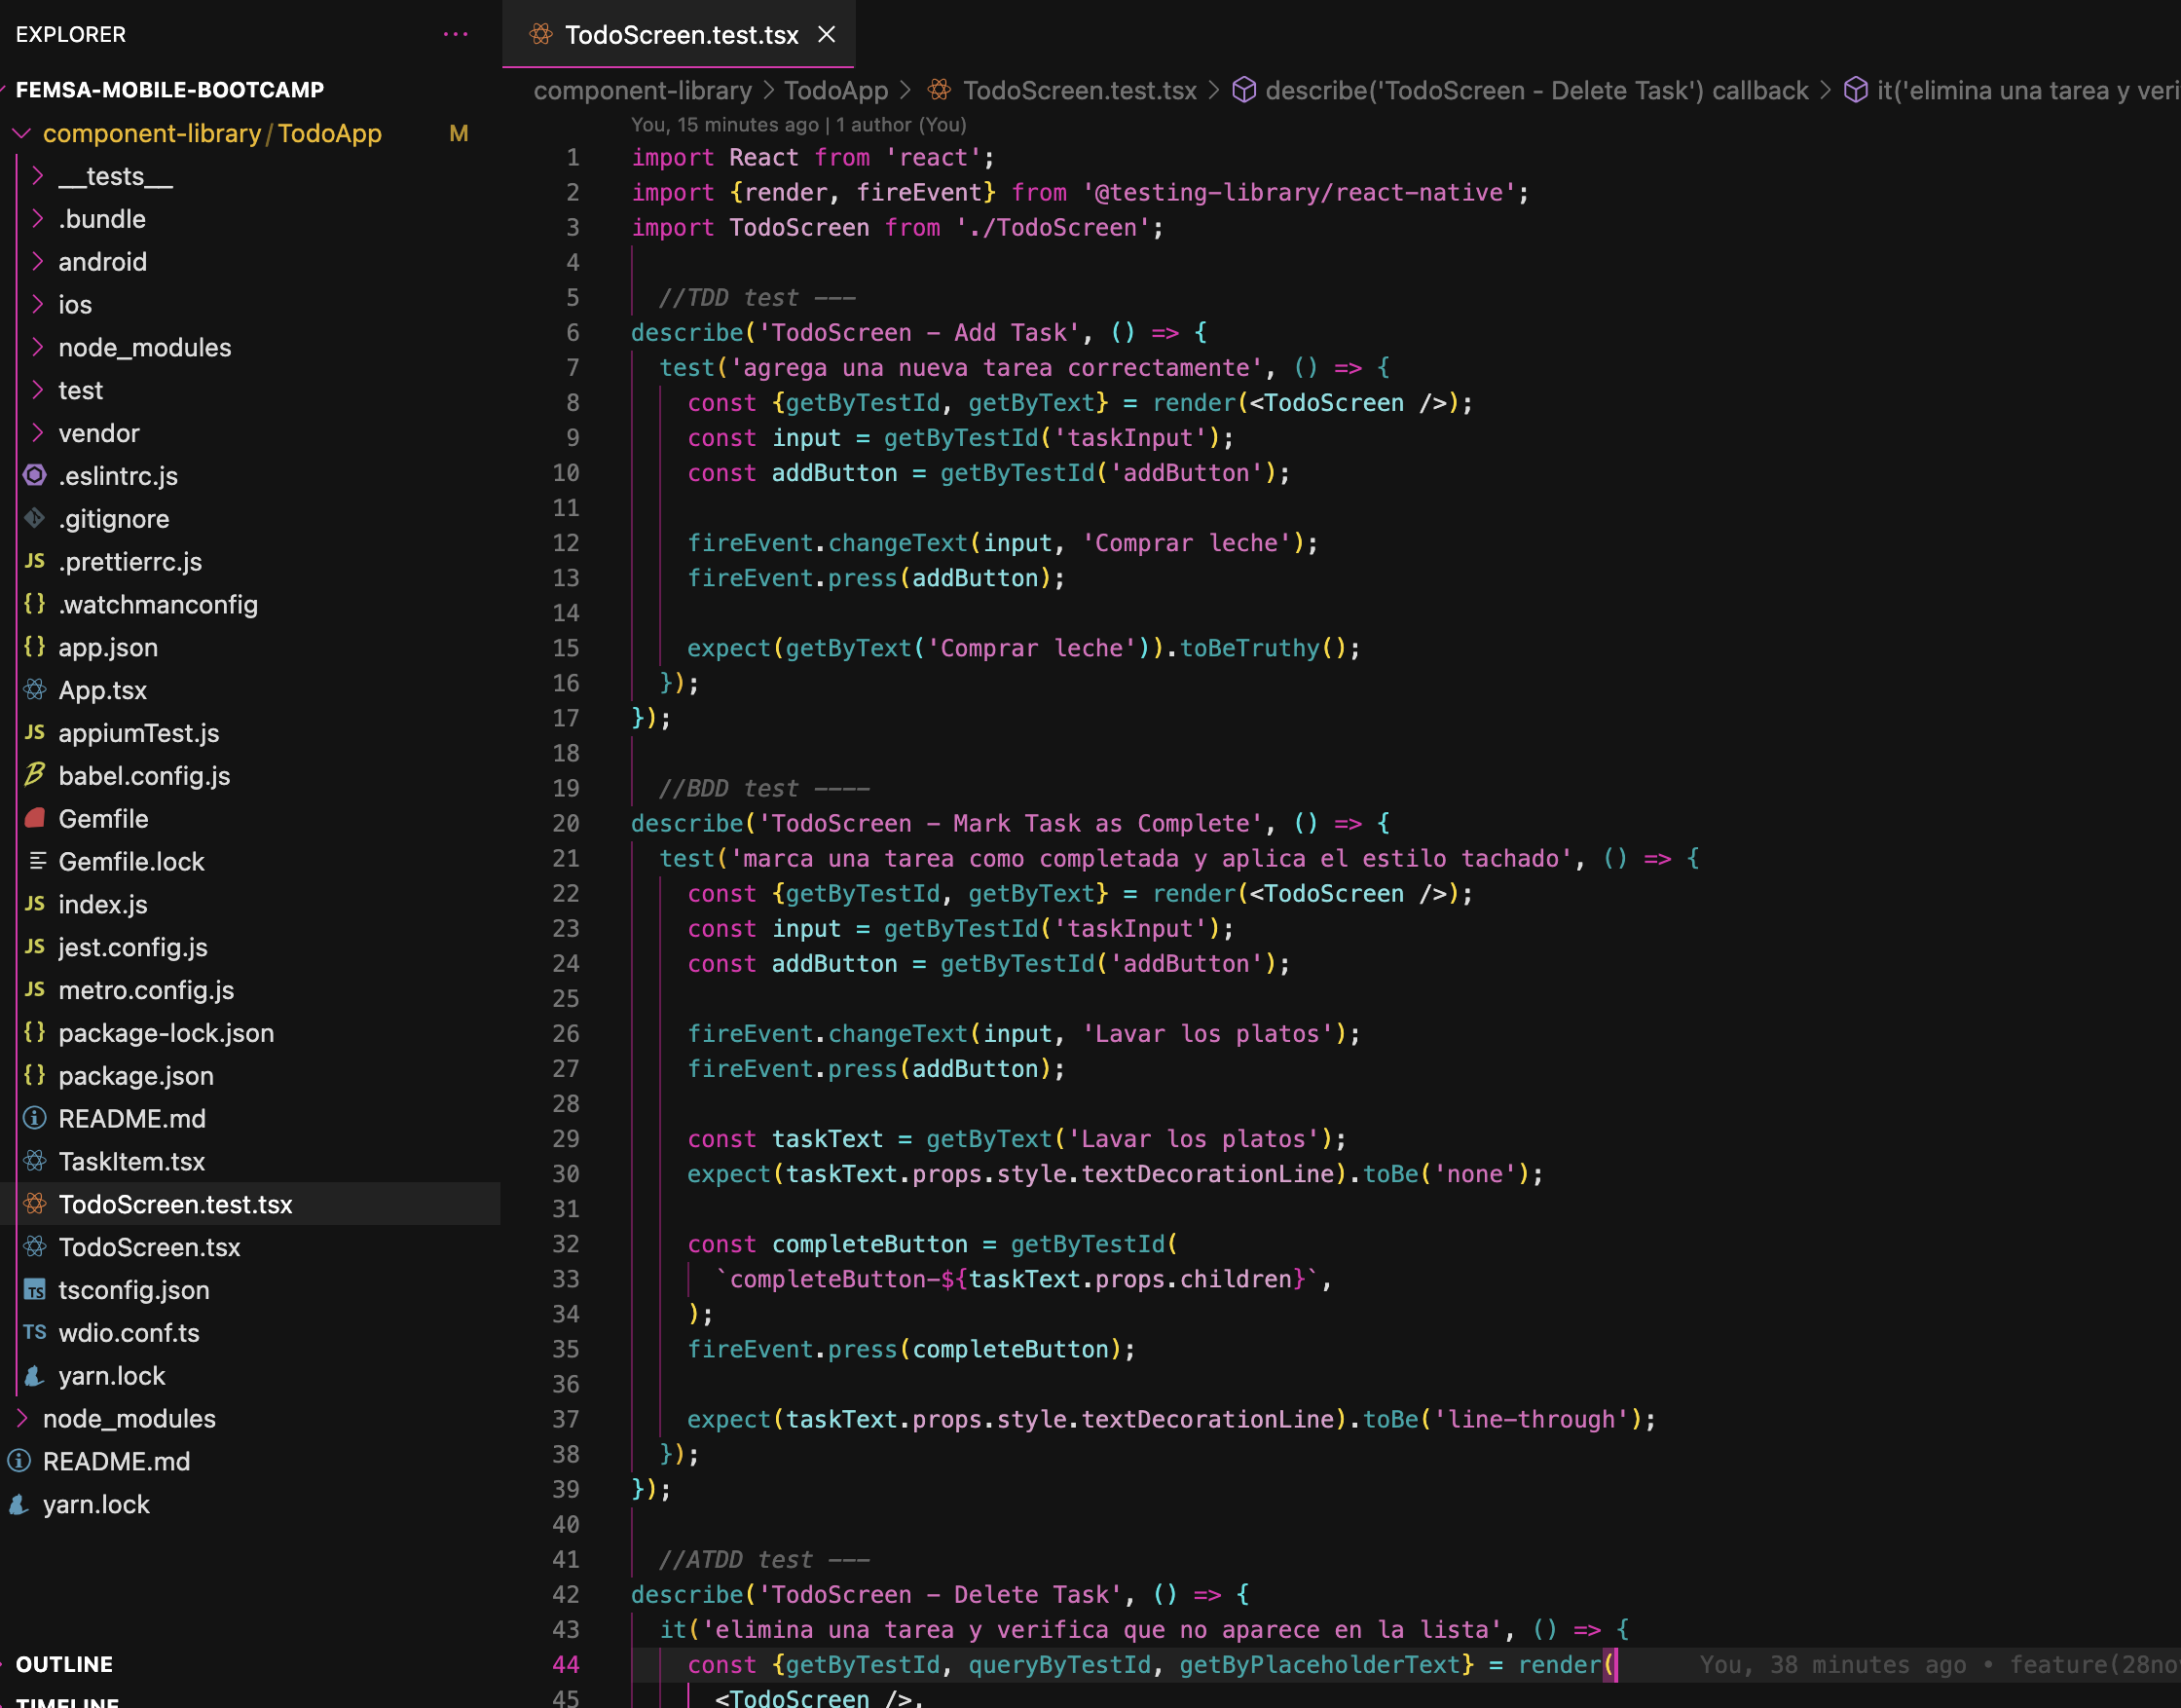 EXPLORER
···
FEMSA-MOBILE-BOOTCAMP
component-library/TodoApp M
__tests__
.bundle
android
ios
node_modules
test
vendor
.eslintrc.js
.gitignore
JS .prettierrc.js
{} .watchmanconfig
{} app.json
App.tsx
JS appiumTest.js
babel.config.js
Gemfile
Gemfile.lock
JS index.js
JS jest.config.js
JS metro.config.js
{} package-lock.json
{} package.json
README.md
TaskItem.tsx
TodoScreen.test.tsx
TodoScreen.tsx
TS tsconfig.json
TS wdio.conf.ts
yarn.lock
node_modules
README.md
yarn.lock
OUTLINE
TIMELINE
TodoScreen.test.tsx
component-library > TodoApp > TodoScreen.test.tsx > describe('TodoScreen - Delete Task') callback > it('elimina una tarea y veri
You, 15 minutes ago | 1 author (You)
1 import React from 'react';
2 import {render, fireEvent} from '@testing-library/react-native';
3 import TodoScreen from './TodoScreen';
4
5 //TDD test ---
6 describe('TodoScreen - Add Task', () => {
7 test('agrega una nueva tarea correctamente', () => {
8 const {getByTestId, getByText} = render(<TodoScreen />);
9 const input = getByTestId('taskInput');
10 const addButton = getByTestId('addButton');
11
12 fireEvent.changeText(input, 'Comprar leche');
13 fireEvent.press(addButton);
14
15 expect(getByText('Comprar leche')).toBeTruthy();
16 });
17 });
18
19 //BDD test ----
20 describe('TodoScreen - Mark Task as Complete', () => {
21 test('marca una tarea como completada y aplica el estilo tachado', () => {
22 const {getByTestId, getByText} = render(<TodoScreen />);
23 const input = getByTestId('taskInput');
24 const addButton = getByTestId('addButton');
25
26 fireEvent.changeText(input, 'Lavar los platos');
27 fireEvent.press(addButton);
28
29 const taskText = getByText('Lavar los platos');
30 expect(taskText.props.style.textDecorationLine).toBe('none');
31
32 const completeButton = getByTestId(
33 `completeButton-${taskText.props.children}`,
34 );
35 fireEvent.press(completeButton);
36
37 expect(taskText.props.style.textDecorationLine).toBe('line-through');
38 });
39 });
40
41 //ATDD test ---
42 describe('TodoScreen - Delete Task', () => {
43 it('elimina una tarea y verifica que no aparece en la lista', () => {
44 const {getByTestId, queryByTestId, getByPlaceholderText} = render( You, 38 minutes ago • feature(28no
45 <TodoScreen />,